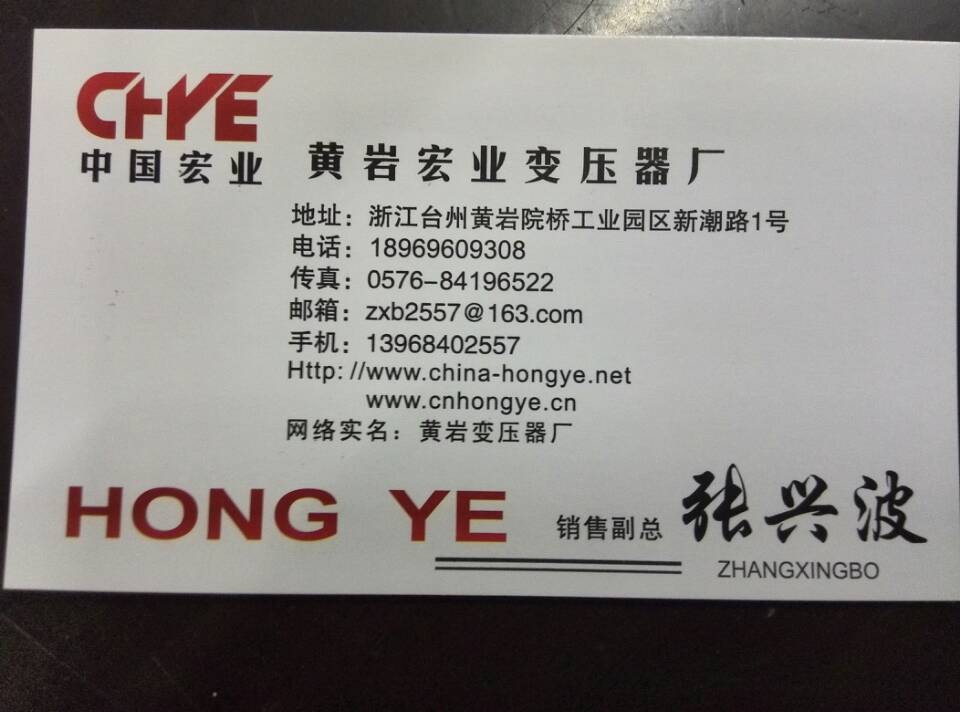 CHYE
中国宏业
黄岩宏业变压器厂
地址：浙江台州黄岩院桥工业园区新潮路1号
电话：18969609308
传真：0576-84196522
邮箱：zxb2557@163.com
手机：13968402557
Http://www.china-hongye.net
www.cnhongye.cn
网络实名：黄岩变压器厂
HONG YE 销售副总 张兴波
ZHANGXINGBO